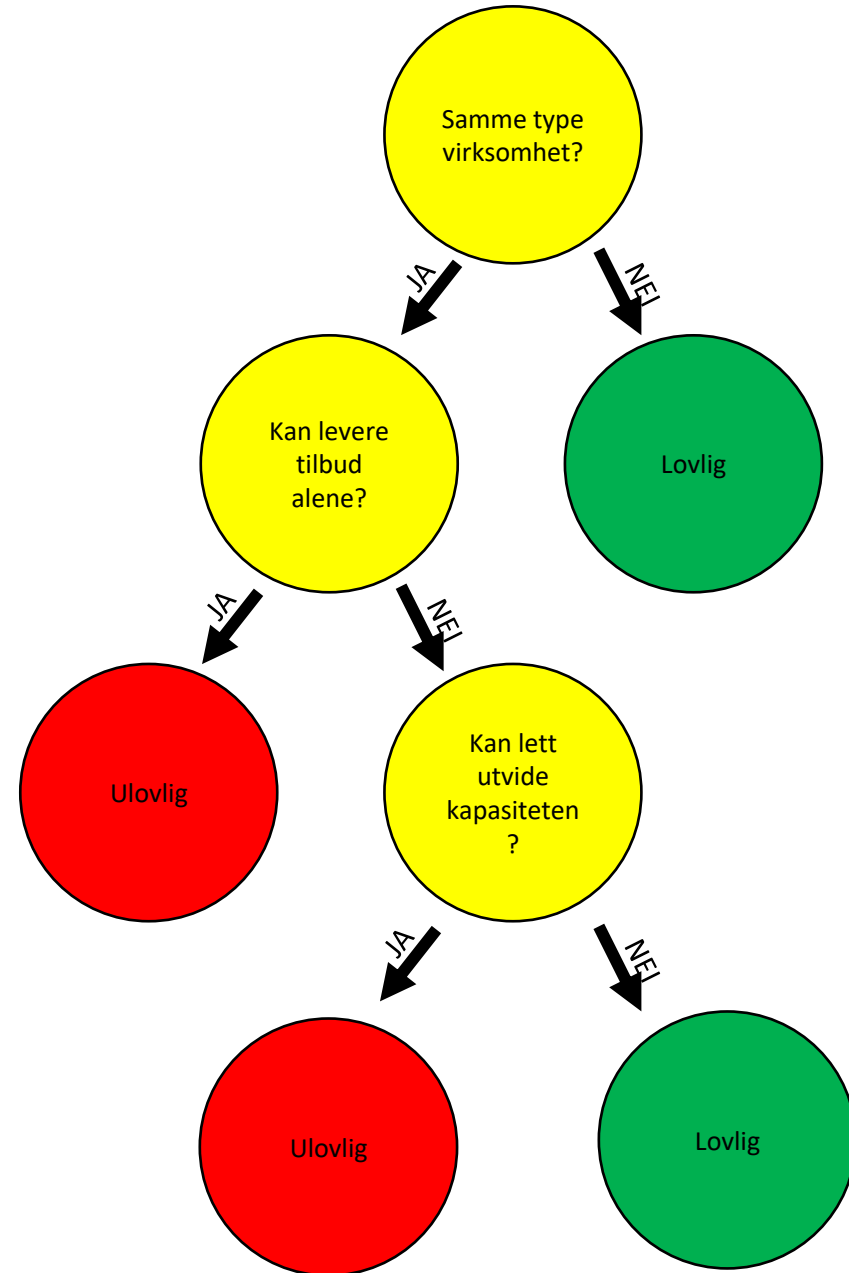 Samme type
virksomhet?
JA
NEI
Kan levere
tilbud
alene?
Lovlig
JA
NEI
Ulovlig
Kan lett
utvide
kapasiteten
?
JA
NEI
Ulovlig
Lovlig